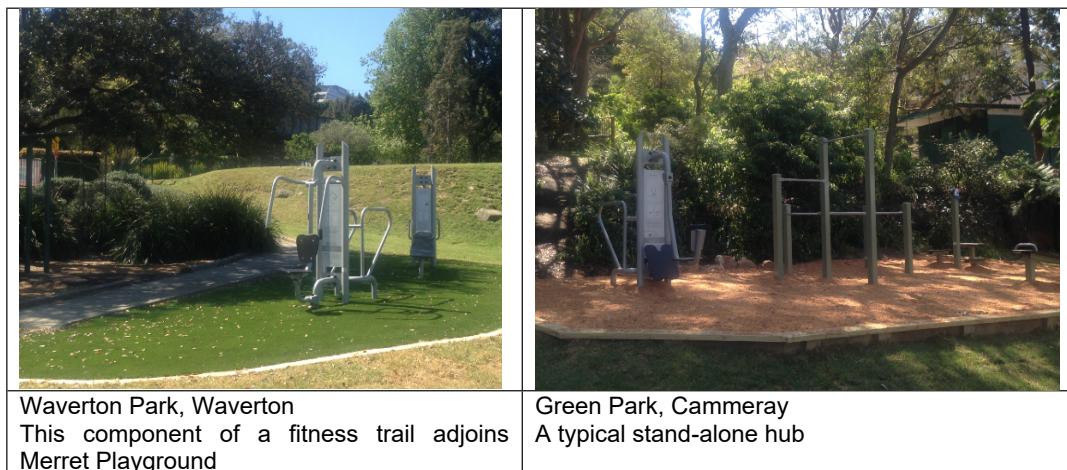 Waverton Park, Waverton
This component of a fitness trail adjoins
Merret Playground
Green Park, Cammeray
A typical stand-alone hub